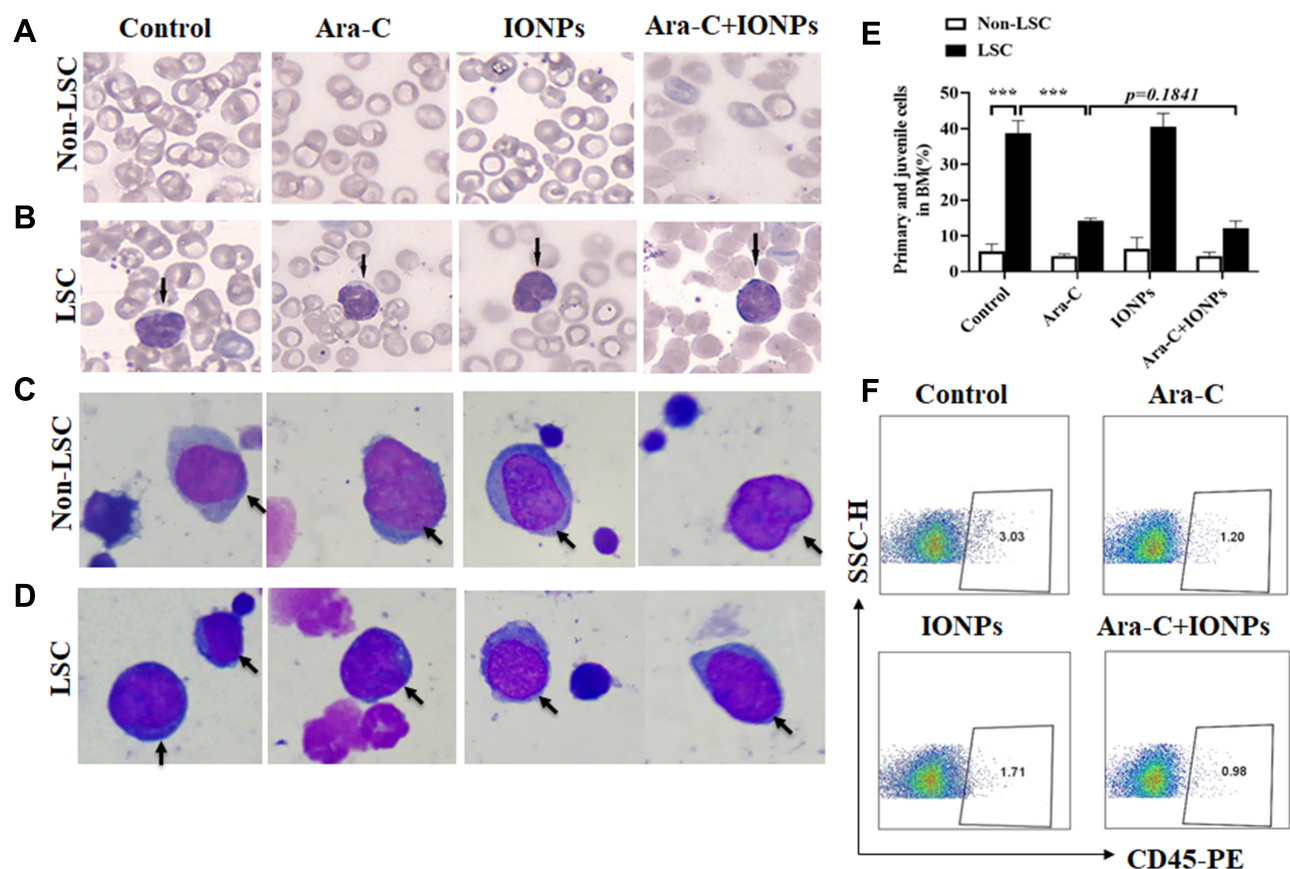 A
Control
Ara-C
IONPs
Ara-C+IONPs
Non-LSC
B
LSC
C
Non-LSC
D
LSC
E
Non-LSC
LSC
Primary and juvenile cells
in BM(%)
50
40
30
20
10
0
***
***
p=0.1841
Control
Ara-C
IONPs
Ara-C+IONPs
F
Control
Ara-C
3.03
1.20
IONPs
Ara-C+IONPs
1.71
0.98
SSC-H
CD45-PE